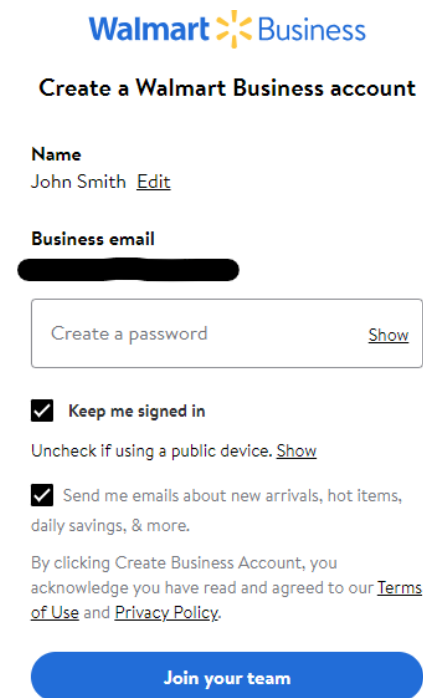 Walmart Business
Create a Walmart Business account
Name
John Smith Edit
Business email
Create a password Show
Keep me signed in
Uncheck if using a public device. Show
Send me emails about new arrivals, hot items,
daily savings, & more.
By clicking Create Business Account, you
acknowledge you have read and agreed to our Terms
of Use and Privacy Policy.
Join your team